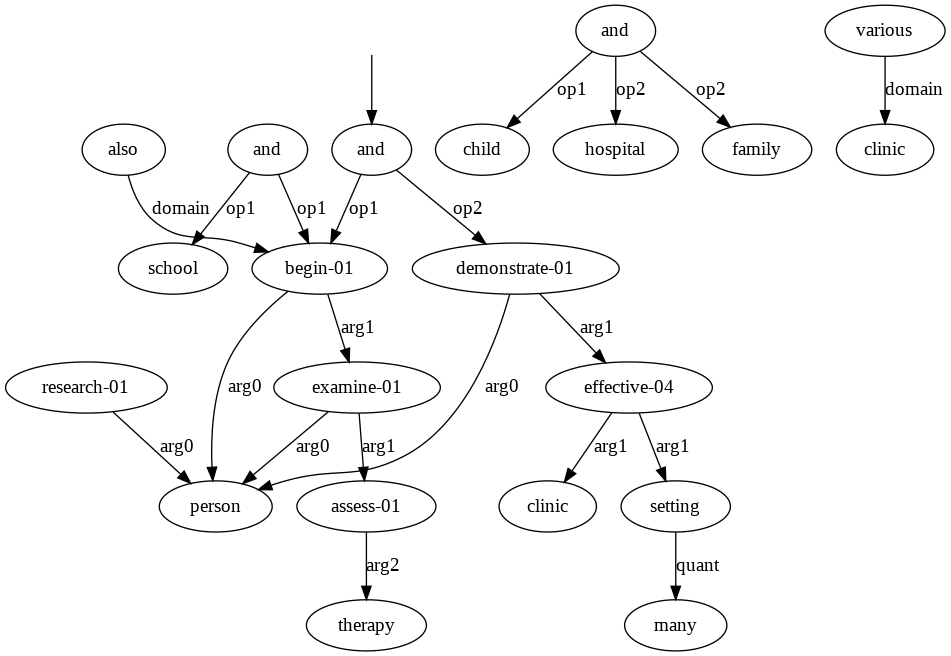 and various
op1 op2 op2 domain
also and and child hospital family clinic
domain op1 op1 op1 op2
school begin-01 demonstrate-01
arg1 arg1
research-01 arg0 examine-01 arg0 effective-04
arg0 arg0 arg1 arg1 arg1
person assess-01 clinic setting
arg2 quant
therapy many